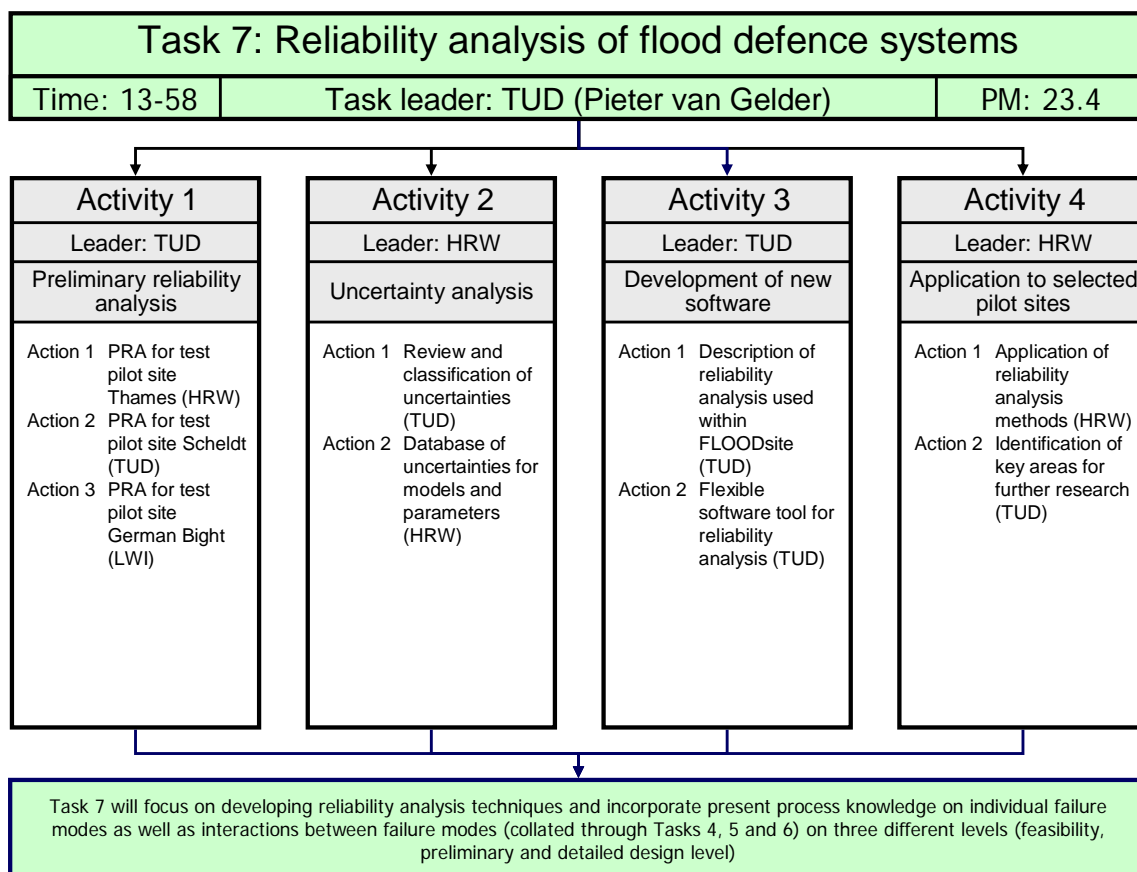 Task 7: Reliability analysis of flood defence systems
Time: 13-58
Task leader: TUD (Pieter van Gelder)
PM: 23.4
Activity 1
Leader: TUD
Preliminary reliability
analysis
Action 1 PRA for test
pilot site
Thames (HRW)
Action 2 PRA for test
pilot site Scheldt
(TUD)
Action 3 PRA for test
pilot site
German Bight
(LWI)
Activity 2
Leader: HRW
Uncertainty analysis
Action 1 Review and
classification of
uncertainties
(TUD)
Action 2 Database of
uncertainties for
models and
parameters
(HRW)
Activity 3
Leader: TUD
Development of new
software
Action 1 Description of
reliability
analysis used
within
FLOODsite
(TUD)
Action 2 Flexible
software tool for
reliability
analysis (TUD)
Activity 4
Leader: HRW
Application to selected
pilot sites
Action 1 Application of
reliability
analysis
methods (HRW)
Action 2 Identification of
key areas for
further research
(TUD)
Task 7 will focus on developing reliability analysis techniques and incorporate present process knowledge on individual failure
modes as well as interactions between failure modes (collated through Tasks 4, 5 and 6) on three different levels (feasibility,
preliminary and detailed design level)